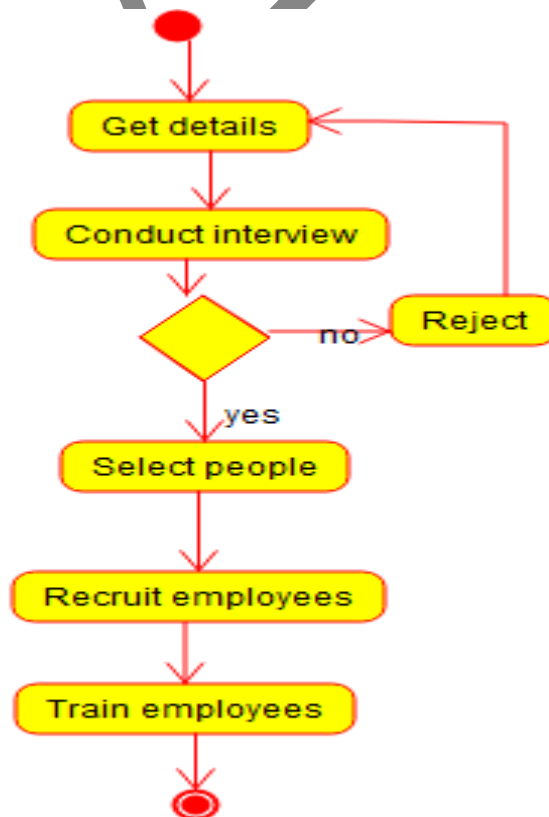 Get details
Conduct interview
no
Reject
yes
Select people
Recruit employees
Train employees